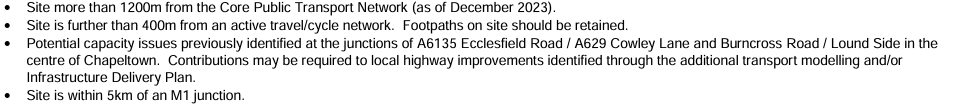 • Site more than 1200m from the Core Public Transport Network (as of December 2023).
• Site is further than 400m from an active travel/cycle network.  Footpaths on site should be retained.
• Potential capacity issues previously identified at the junctions of A6135 Ecclesfield Road / A629 Cowley Lane and Burncross Road / Lound Side in the
centre of Chapeltown.  Contributions may be required to local highway improvements identified through the additional transport modelling and/or
Infrastructure Delivery Plan.
• Site is within 5km of an M1 junction.